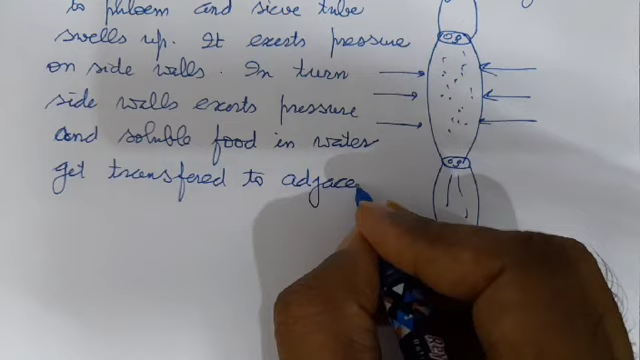 to phloem and sieve tube
swells up. It exerts pressure
on side walls. In turn
side walls exerts pressure
and soluble food in water
get transfered to adjace